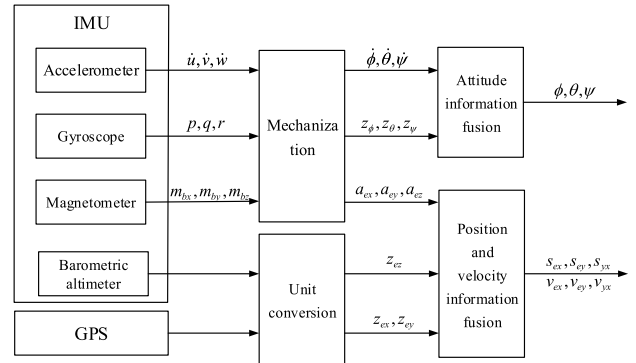 IMU
Accelerometer
u̇,v̇,ẇ
ϕ̇,θ̇,ψ̇
Attitude
information
fusion
ϕ,θ,ψ
Gyroscope
p,q,r
Mechaniza
tion
z_ϕ,z_θ,z_ψ
Magnetometer
m_bx,m_by,m_bz
a_ex,a_ey,a_ez
Position
and
velocity
information
fusion
s_ex,s_ey,s_yx
v_ex,v_ey,v_yx
Barometric
altimeter
Unit
conversion
z_ez
GPS
z_ex,z_ey